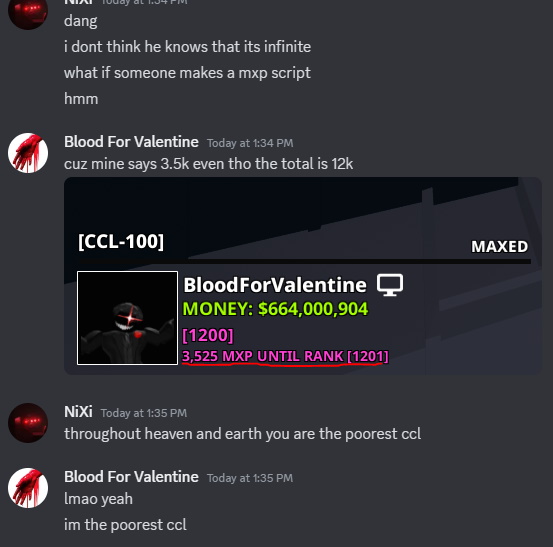 NiXi Today at 1:34 PM
dang
i dont think he knows that its infinite
what if someone makes a mxp script
hmm
Blood For Valentine Today at 1:34 PM
cuz mine says 3.5k even tho the total is 12k
[CCL-100]
MAXED
BloodForValentine
MONEY: $664,000,904
[1200]
3,525 MXP UNTIL RANK [1201]
NiXi Today at 1:35 PM
throughout heaven and earth you are the poorest ccl
Blood For Valentine Today at 1:35 PM
lmao yeah
im the poorest ccl